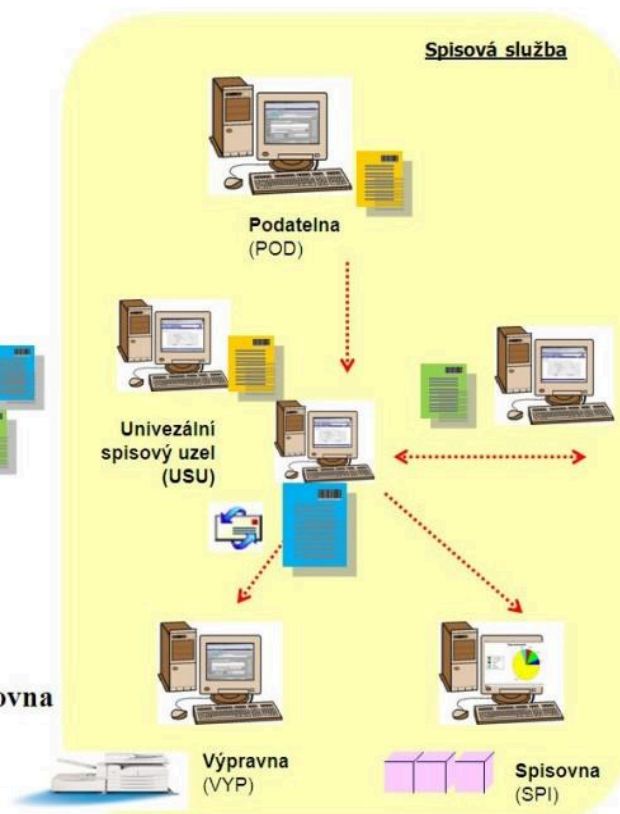 Spisová služba
Podatelna
(POD)
Univezální
spisový uzel
(USU)
ovna
Výpravna
(VYP)
Spisovna
(SPI)